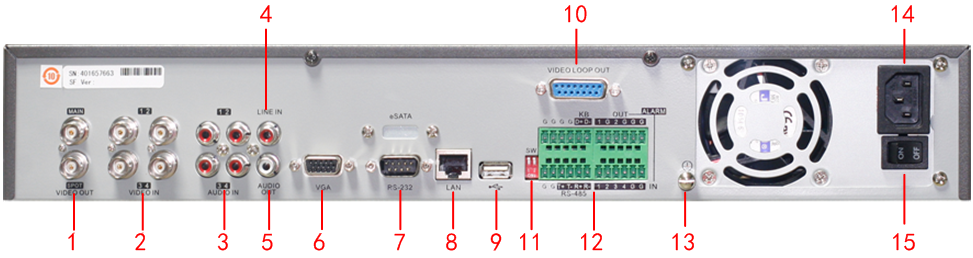 4
10
14
10
SN:401657663
SF. Ver:
VIDEO LOOP OUT
MAIN
1 2
1 2
LINE IN
eSATA
KB
OUT
ALARM
G G G G D+ D-
1 G 2 G G G
ON
OFF
SW
SPOT
VIDEO OUT
3 4
VIDEO IN
3 4
AUDIO IN
AUDIO
OUT
VGA
RS-232
LAN
G G T+ T- R+ R-
1 2 3 4 G G
IN
RS-485
1
2
3
5
6
7
8
9
11
12
13
15